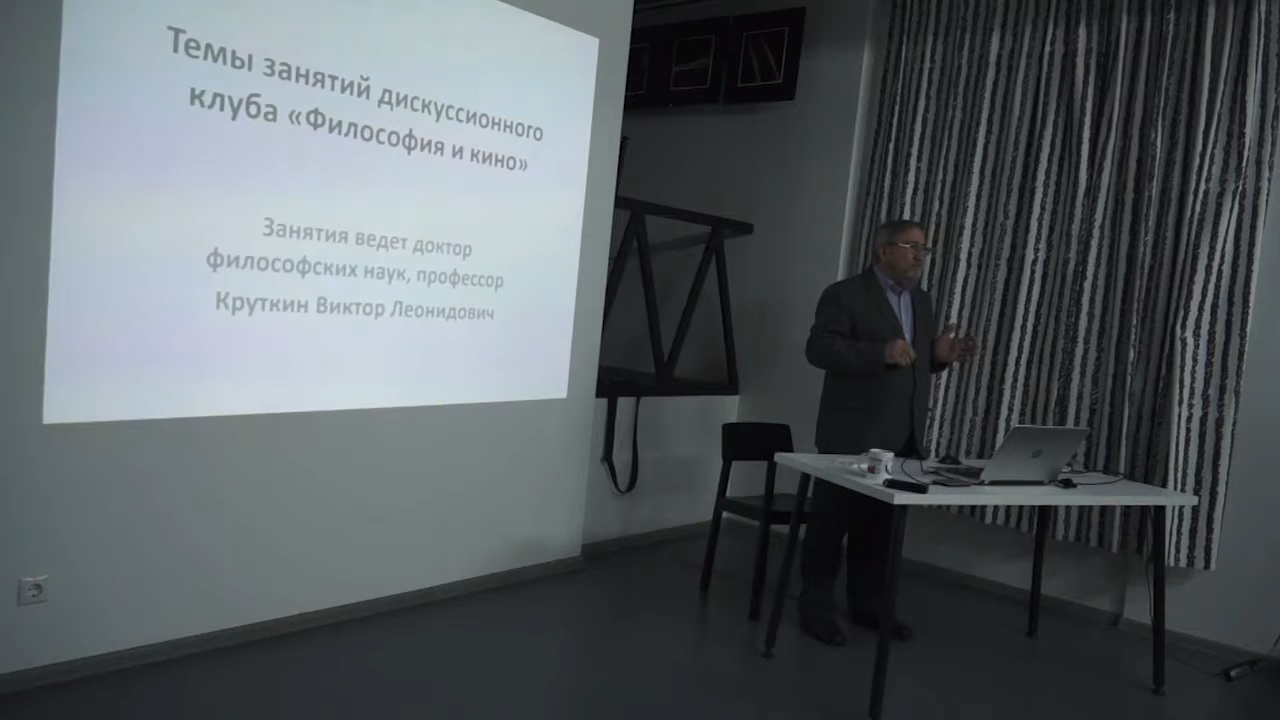 Темы занятий дискуссионного
клуба «Философия и кино»
Занятия ведет доктор
философских наук, профессор
Круткин Виктор Леонидович